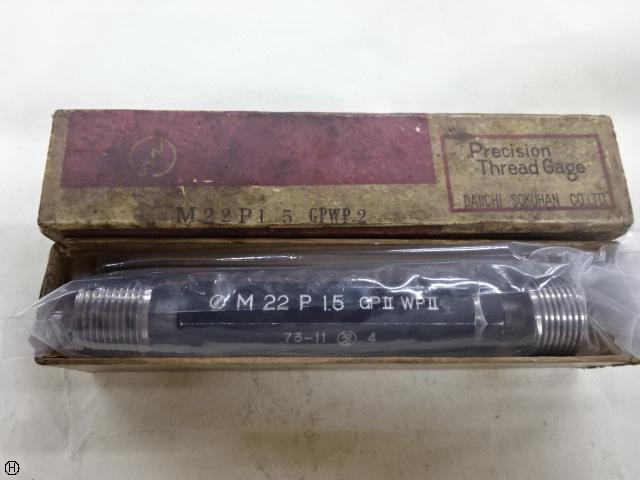 Precision
Thread Gage
DAIICHI SOKUHAN CO.LTD.
M22P1.5 GPWP2
M 22 P 1.5 GPII WPII
73-11 4
H